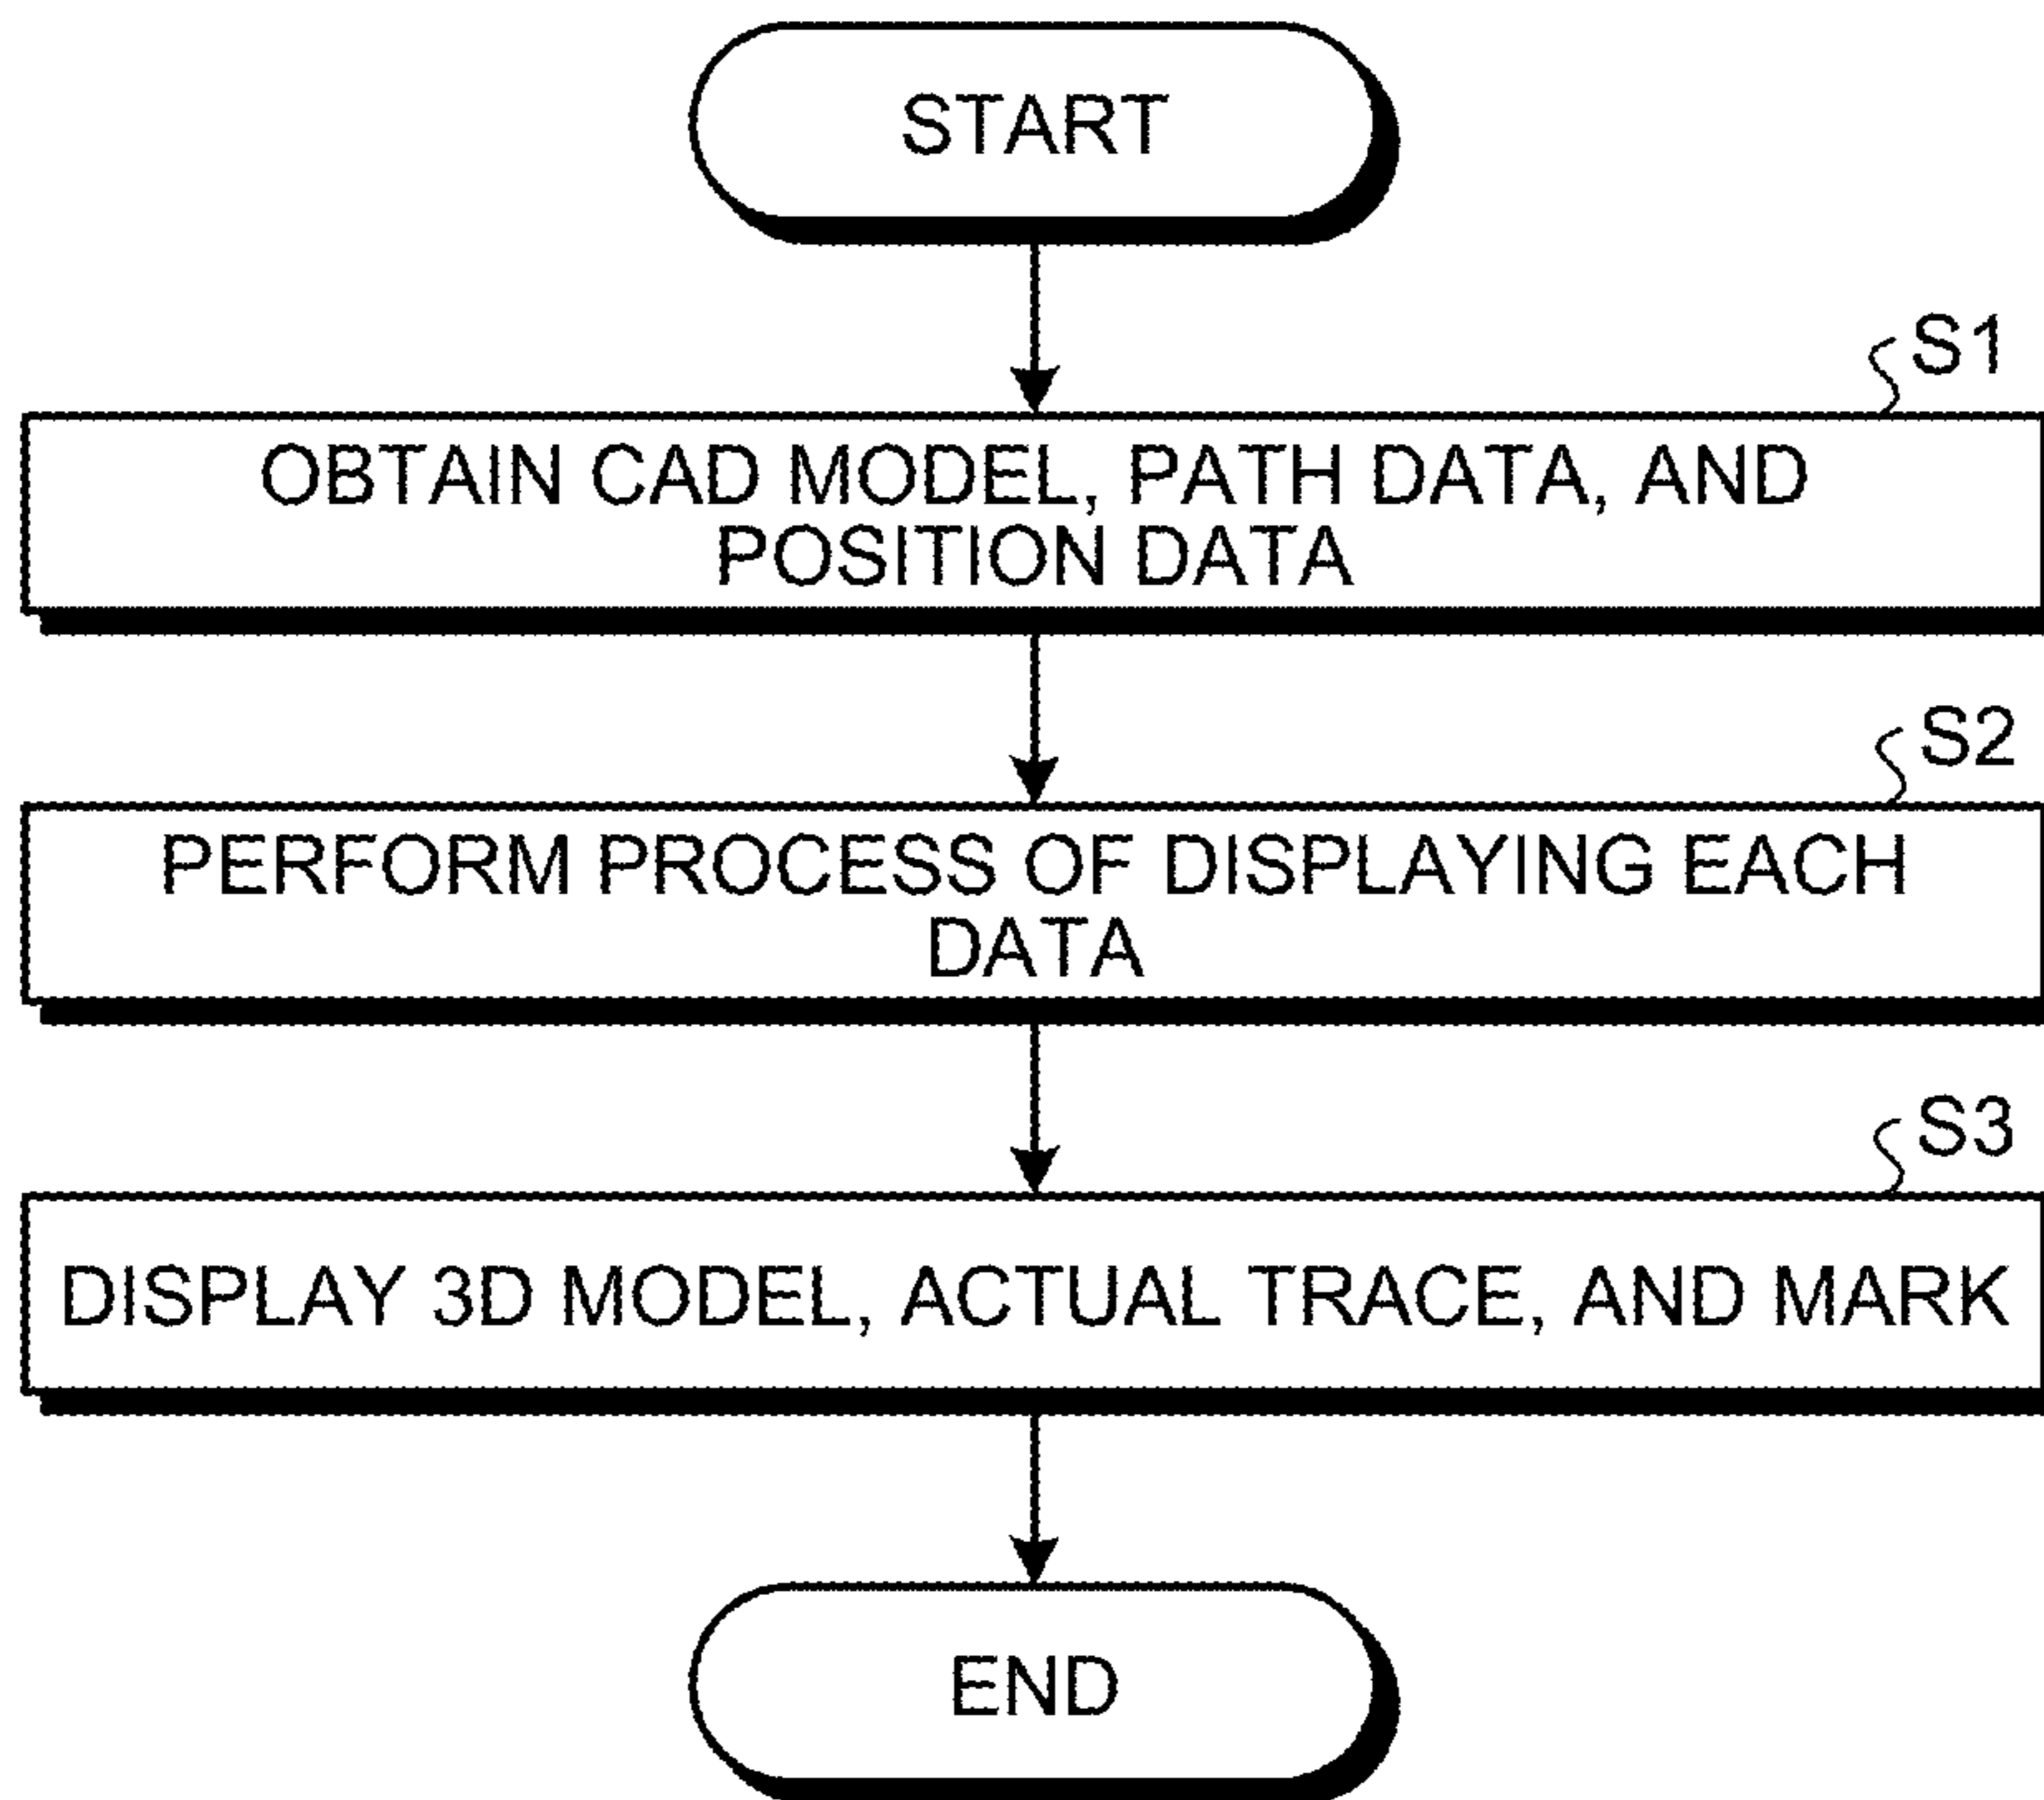 START
S1
OBTAIN CAD MODEL, PATH DATA, AND
POSITION DATA
S2
PERFORM PROCESS OF DISPLAYING EACH
DATA
S3
DISPLAY 3D MODEL, ACTUAL TRACE, AND MARK
END